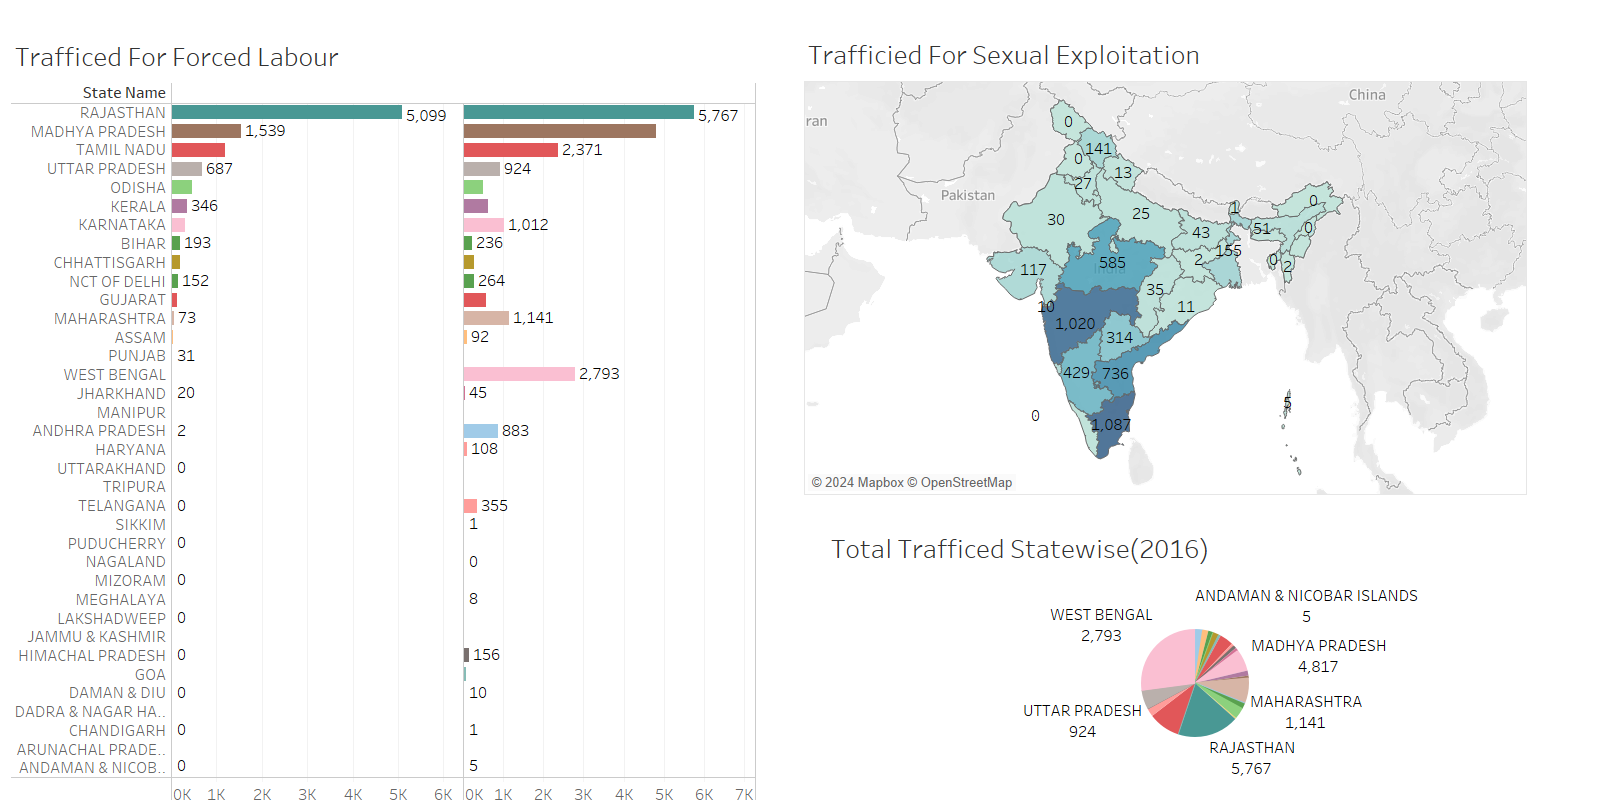 Trafficed For Forced Labour
State Name
RAJASTHAN 5,099 5,767
MADHYA PRADESH 1,539
TAMIL NADU 2,371
UTTAR PRADESH 687 924
ODISHA
KERALA 346
KARNATAKA 1,012
BIHAR 193 236
CHHATTISGARH
NCT OF DELHI 152 264
GUJARAT
MAHARASHTRA 73 1,141
ASSAM 92
PUNJAB 31
WEST BENGAL 2,793
JHARKHAND 20 45
MANIPUR
ANDHRA PRADESH 2 883
HARYANA 108
UTTARAKHAND 0
TRIPURA
TELANGANA 0 355
SIKKIM 1
PUDUCHERRY 0
NAGALAND 0
MIZORAM 0
MEGHALAYA 8
LAKSHADWEEP 0
JAMMU & KASHMIR
HIMACHAL PRADESH 0 156
GOA
DAMAN & DIU 0 10
DADRA & NAGAR HA..
CHANDIGARH 0 1
ARUNACHAL PRADE..
ANDAMAN & NICOB.. 0 5
0K 1K 2K 3K 4K 5K 6K 0K 1K 2K 3K 4K 5K 6K 7K
Trafficied For Sexual Exploitation
China
ran
0
141
0
13
27
Pakistan
1
0
30
25
51
0
43
155
585
India
2
0
2
117
35
10
11
1,020
314
429
736
5
0
1,087
© 2024 Mapbox © OpenStreetMap
Total Trafficed Statewise(2016)
ANDAMAN & NICOBAR ISLANDS
5
WEST BENGAL
2,793
MADHYA PRADESH
4,817
MAHARASHTRA
1,141
UTTAR PRADESH
924
RAJASTHAN
5,767